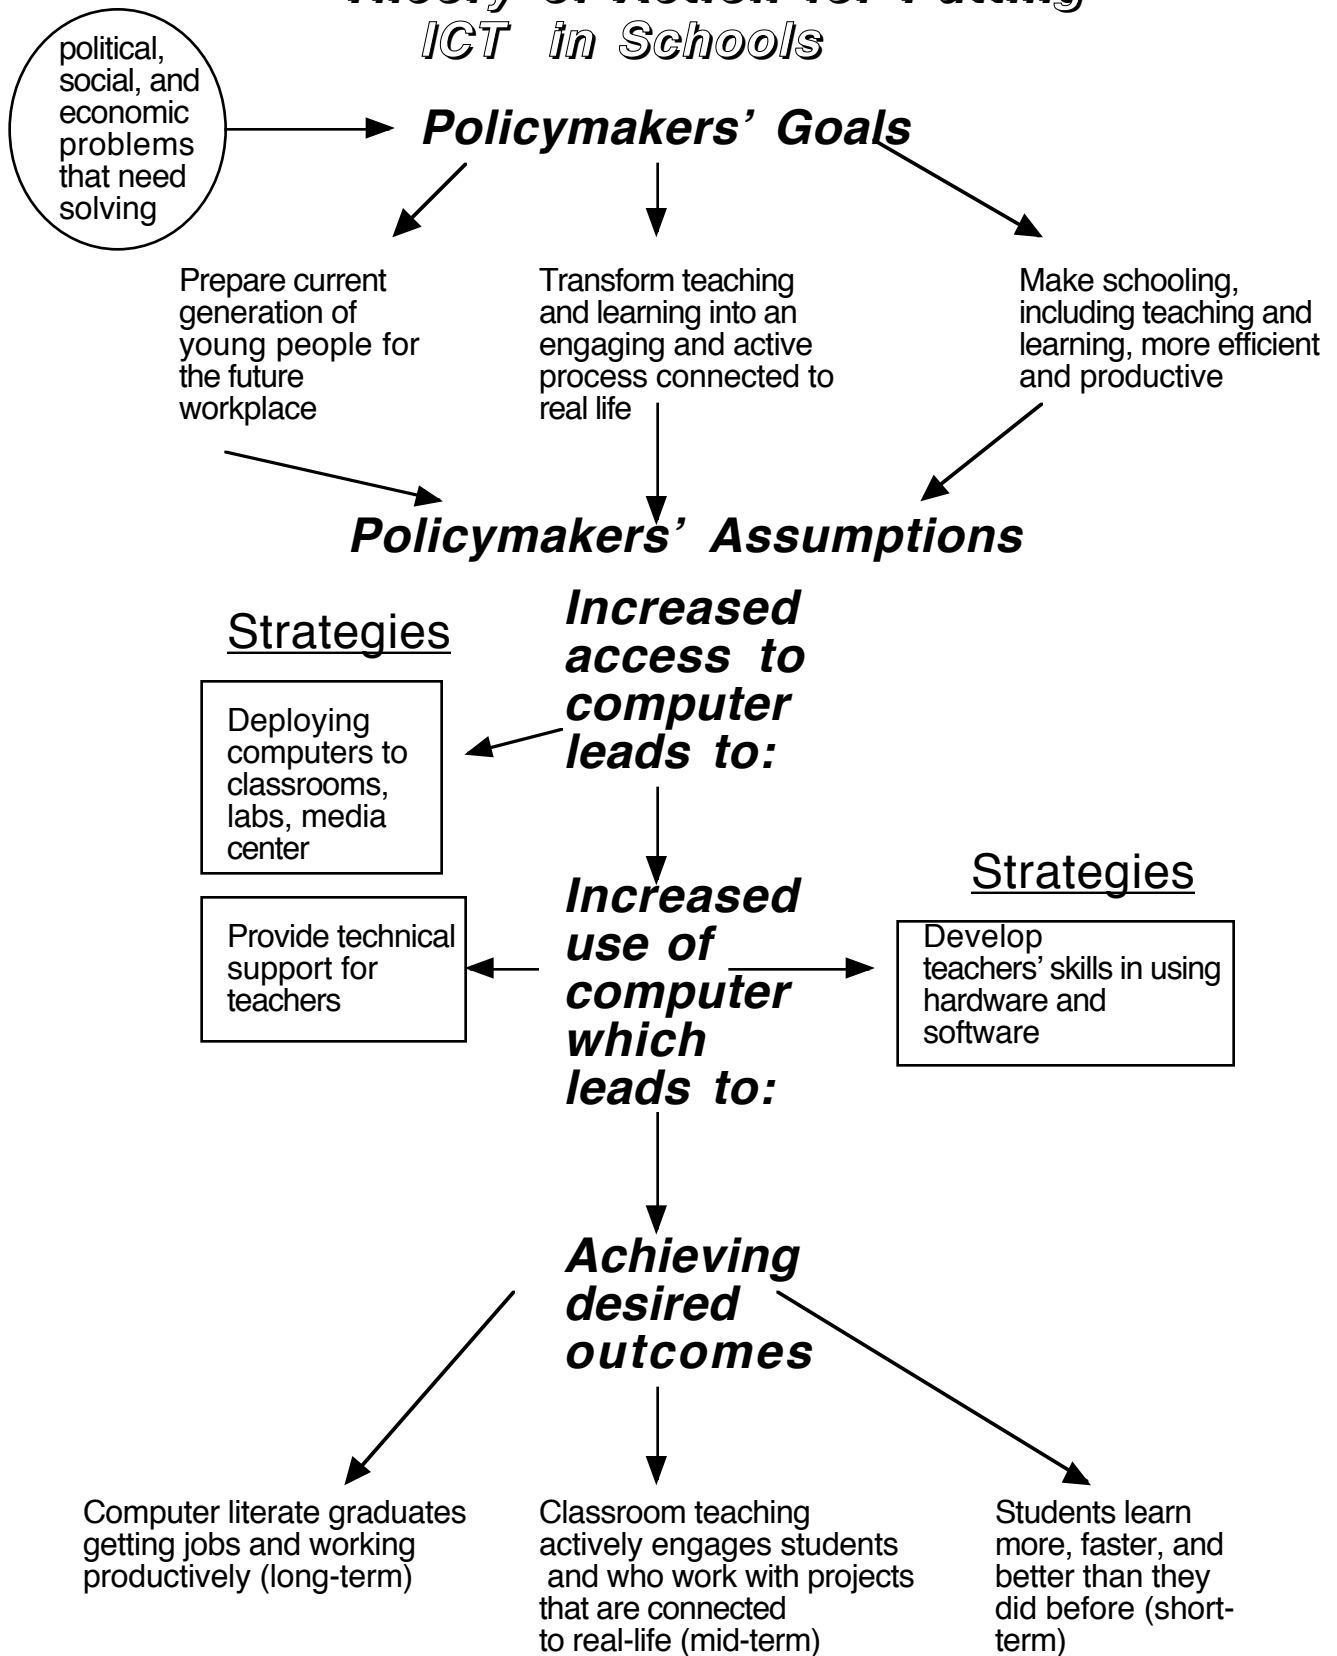 Theory of Action for Putting
ICT in Schools
political,
social, and
economic
problems
that need
solving
Policymakers' Goals
Prepare current
generation of
young people for
the future
workplace
Transform teaching
and learning into an
engaging and active
process connected to
real life
Make schooling,
including teaching and
learning, more efficient
and productive
Policymakers' Assumptions
Increased
access to
computer
leads to:
Strategies
Deploying
computers to
classrooms,
labs, media
center
Increased
use of
computer
which
leads to:
Provide technical
support for
teachers
Strategies
Develop
teachers' skills in using
hardware and
software
Achieving
desired
outcomes
Computer literate graduates
getting jobs and working
productively (long-term)
Classroom teaching
actively engages students
and who work with projects
that are connected
to real-life (mid-term)
Students learn
more, faster, and
better than they
did before (short-
term)